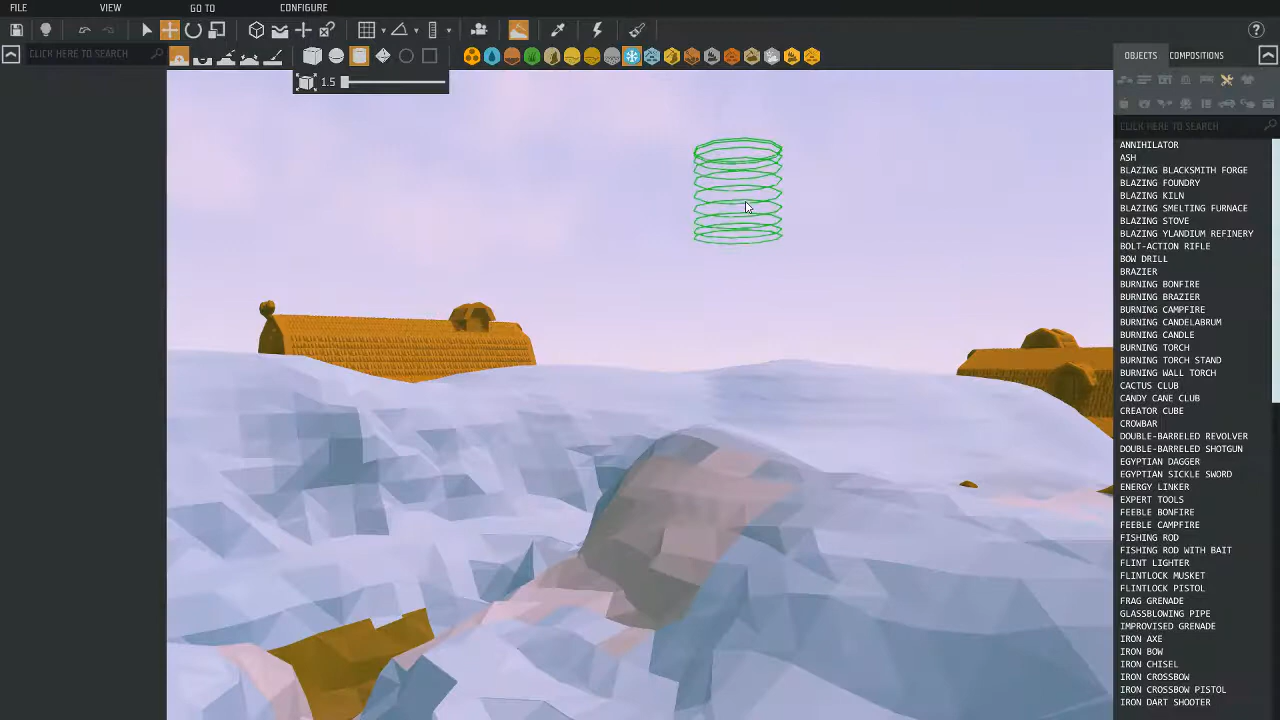 FILE VIEW GO TO CONFIGURE
CLICK HERE TO SEARCH
OBJECTS COMPOSITIONS
1.5
CLICK HERE TO SEARCH
ANNIHILATOR
ASH
BLAZING BLACKSMITH FORGE
BLAZING FOUNDRY
BLAZING KILN
BLAZING SMELTING FURNACE
BLAZING STOVE
BLAZING YLANDIUM REFINERY
BOLT-ACTION RIFLE
BOW DRILL
BRAZIER
BURNING BONFIRE
BURNING BRAZIER
BURNING CAMPFIRE
BURNING CANDELABRUM
BURNING CANDLE
BURNING TORCH
BURNING TORCH STAND
BURNING WALL TORCH
CACTUS CLUB
CANDY CANE CLUB
CREATOR CUBE
CROWBAR
DOUBLE-BARRELED REVOLVER
DOUBLE-BARRELED SHOTGUN
EGYPTIAN DAGGER
EGYPTIAN SICKLE SWORD
ENERGY LINKER
EXPERT TOOLS
FEEBLE BONFIRE
FEEBLE CAMPFIRE
FISHING ROD
FISHING ROD WITH BAIT
FLINT LIGHTER
FLINTLOCK MUSKET
FLINTLOCK PISTOL
FRAG GRENADE
GLASSBLOWING PIPE
IMPROVISED GRENADE
IRON AXE
IRON BOW
IRON CHISEL
IRON CROSSBOW
IRON CROSSBOW PISTOL
IRON DART SHOOTER